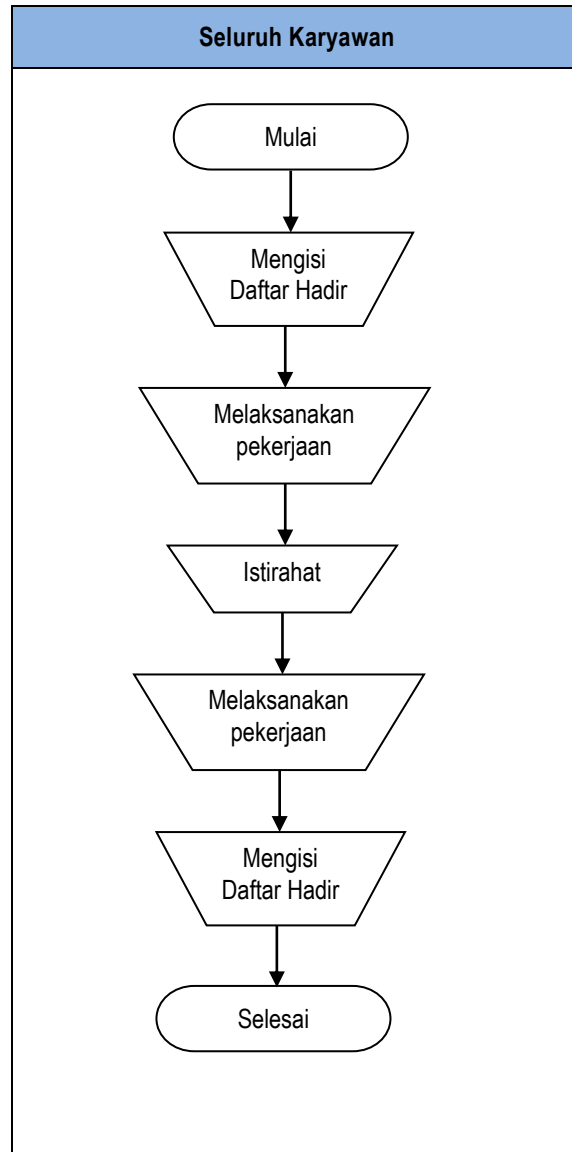 Seluruh Karyawan
Mulai
Mengisi
Daftar Hadir
Melaksanakan
pekerjaan
Istirahat
Melaksanakan
pekerjaan
Mengisi
Daftar Hadir
Selesai